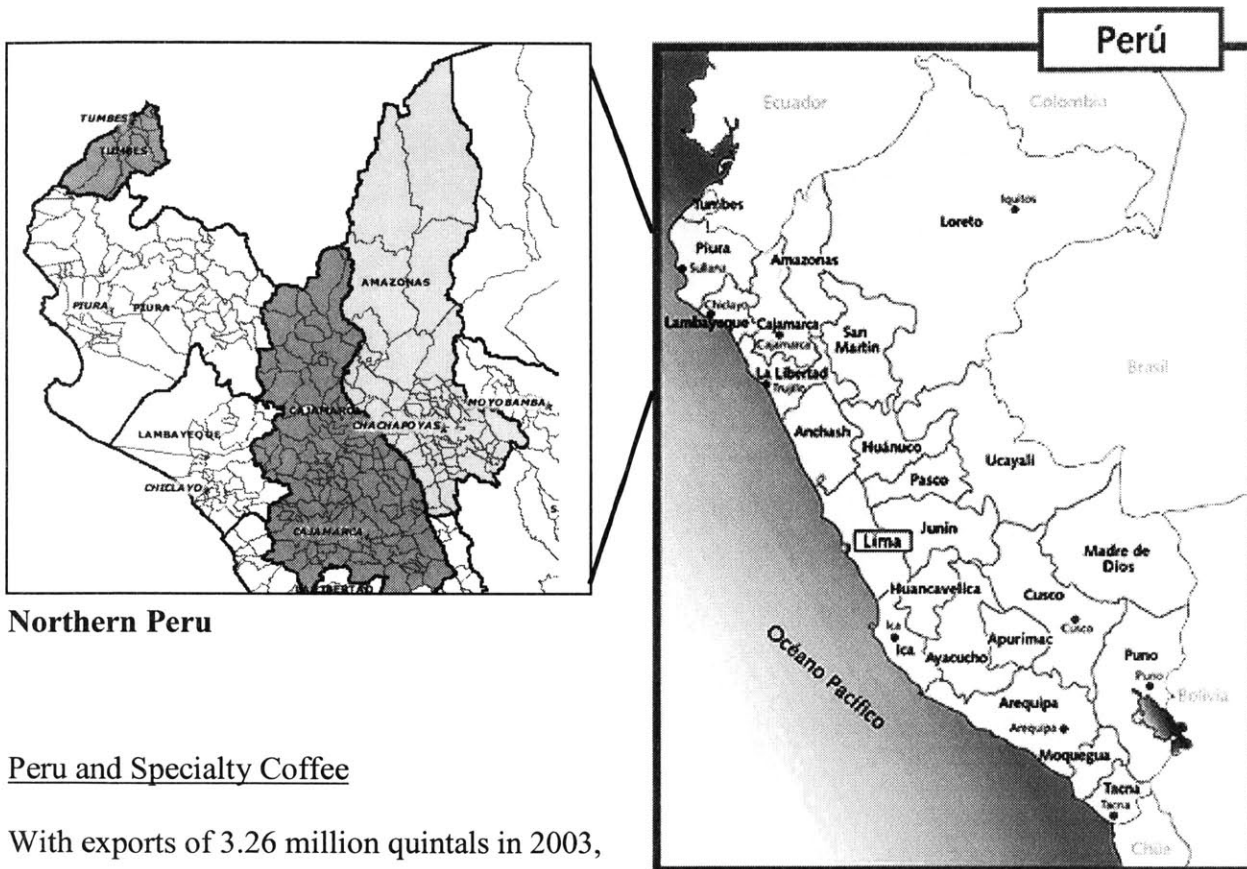 TUMBES
TUMBES
PIURA
PIURA
AMAZONAS
CAJAMARCA
LAMBAYEQUE
CHACHAPOYAS
MOYOBAMBA
CHICLAYO
CAJAMARCA
LA LIBERTAD
Northern Peru
Peru and Specialty Coffee
With exports of 3.26 million quintals in 2003,
Perú
Ecuador
Colombia
Tumbes
Iquitos
Loreto
Piura
Amazonas
Sullana
Chiclayo
Lambayeque
Cajamarca
Cajamarca
San
Martin
La Libertad
Trujillo
Brasil
Anchash
Huánuco
Ucayali
Pasco
Junín
Lima
Madre de
Dios
Huancavelica
Cusco
Cusco
Ica
Ica
Apurimac
Ayacucho
Puno
Puno
Océano Pacífico
Bolivia
Arequipa
Arequipa
Moquegua
Tacna
Tacna
Chile